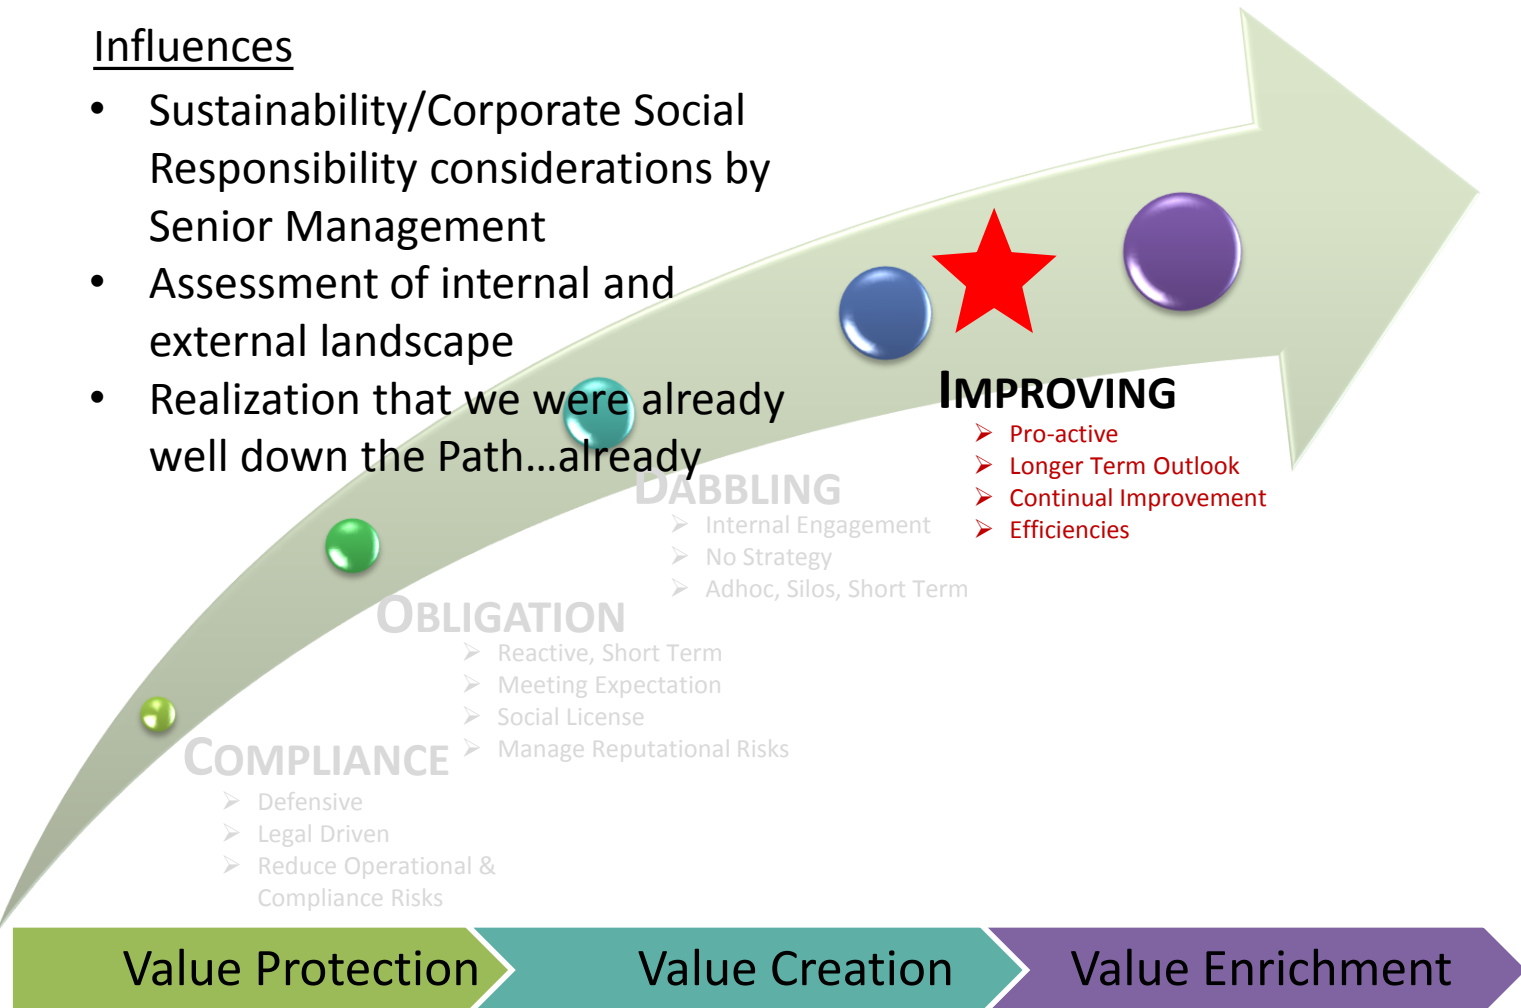 Influences
• Sustainability/Corporate Social
Responsibility considerations by
Senior Management
• Assessment of internal and
external landscape
• Realization that we were already
well down the Path...already
IMPROVING
➢ Pro-active
➢ Longer Term Outlook
➢ Continual Improvement
➢ Efficiencies
DABBLING
➢ Internal Engagement
➢ No Strategy
➢ Adhoc, Silos, Short Term
OBLIGATION
➢ Reactive, Short Term
➢ Meeting Expectation
➢ Social License
➢ Manage Reputational Risks
COMPLIANCE
➢ Defensive
➢ Legal Driven
➢ Reduce Operational &
Compliance Risks
Value Protection
Value Creation
Value Enrichment